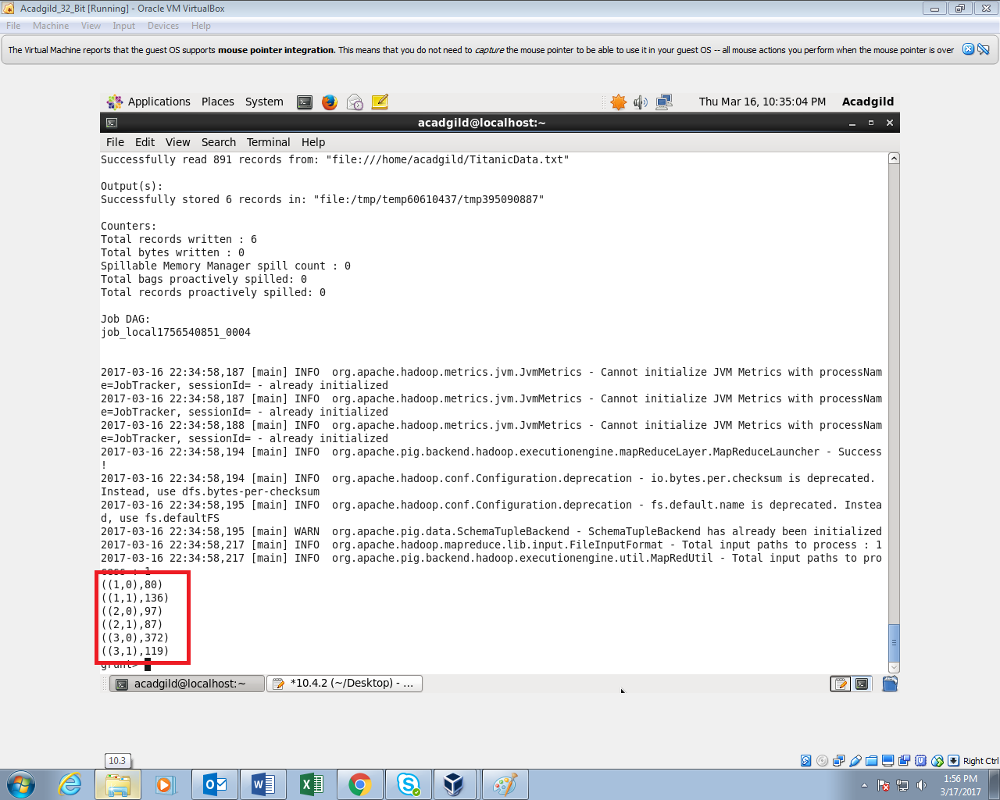 Acadgild_32_Bit [Running] - Oracle VM VirtualBox
File Machine View Input Devices Help
The Virtual Machine reports that the guest OS supports mouse pointer integration. This means that you do not need to capture the mouse pointer to be able to use it in your guest OS -- all mouse actions you perform when the mouse pointer is over
Applications Places System Thu Mar 16, 10:35:04 PM Acadgild
acadgild@localhost:~
File Edit View Search Terminal Help
Successfully read 891 records from: "file:///home/acadgild/TitanicData.txt"
Output(s):
Successfully stored 6 records in: "file:/tmp/temp60610437/tmp395090887"
Counters:
Total records written : 6
Total bytes written : 0
Spillable Memory Manager spill count : 0
Total bags proactively spilled: 0
Total records proactively spilled: 0
Job DAG:
job_local1756540851_0004
2017-03-16 22:34:58,187 [main] INFO  org.apache.hadoop.metrics.jvm.JvmMetrics - Cannot initialize JVM Metrics with processNam
e=JobTracker, sessionId= - already initialized
2017-03-16 22:34:58,187 [main] INFO  org.apache.hadoop.metrics.jvm.JvmMetrics - Cannot initialize JVM Metrics with processNam
e=JobTracker, sessionId= - already initialized
2017-03-16 22:34:58,188 [main] INFO  org.apache.hadoop.metrics.jvm.JvmMetrics - Cannot initialize JVM Metrics with processNam
e=JobTracker, sessionId= - already initialized
2017-03-16 22:34:58,194 [main] INFO  org.apache.pig.backend.hadoop.executionengine.mapReduceLayer.MapReduceLauncher - Success
!
2017-03-16 22:34:58,194 [main] INFO  org.apache.hadoop.conf.Configuration.deprecation - io.bytes.per.checksum is deprecated.
Instead, use dfs.bytes-per-checksum
2017-03-16 22:34:58,195 [main] INFO  org.apache.hadoop.conf.Configuration.deprecation - fs.default.name is deprecated. Instea
d, use fs.defaultFS
2017-03-16 22:34:58,195 [main] WARN  org.apache.pig.data.SchemaTupleBackend - SchemaTupleBackend has already been initialized
2017-03-16 22:34:58,217 [main] INFO  org.apache.hadoop.mapreduce.lib.input.FileInputFormat - Total input paths to process : 1
2017-03-16 22:34:58,217 [main] INFO  org.apache.pig.backend.hadoop.executionengine.util.MapRedUtil - Total input paths to pro
cess : 1
((1,0),80)
((1,1),136)
((2,0),97)
((2,1),87)
((3,0),372)
((3,1),119)
grunt>
acadgild@localhost:~ *10.4.2 (~/Desktop) - ...
10.3
Right Ctrl
1:56 PM
3/17/2017